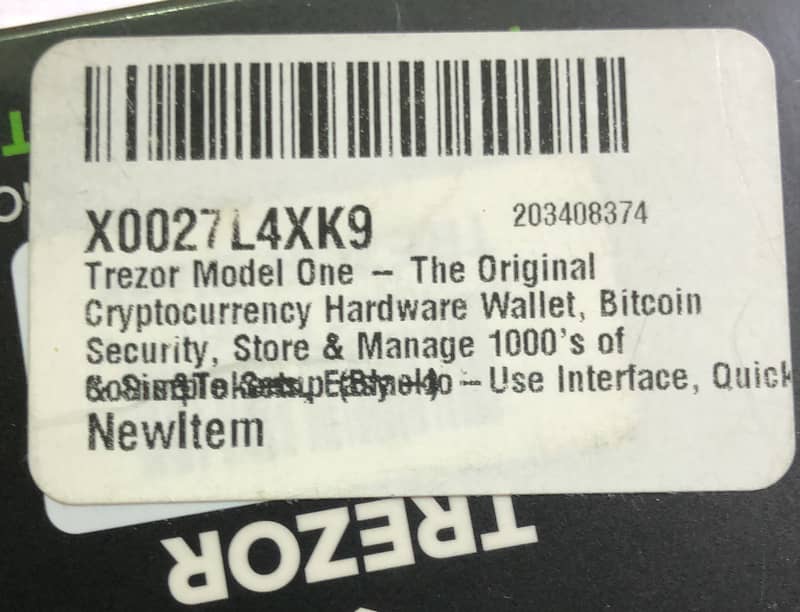 X0027L4XK9
203408374
Trezor Model One – The Original
Cryptocurrency Hardware Wallet, Bitcoin
Security, Store & Manage 1000's of
– Use Interface, Quick
NewItem
TREZOR